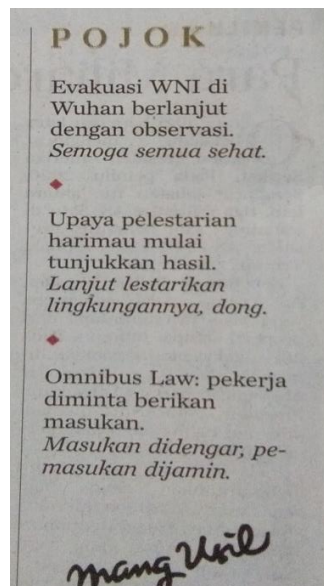 POJOK
Evakuasi WNI di
Wuhan berlanjut
dengan observasi.
Semoga semua sehat.
Upaya pelestarian
harimau mulai
tunjukkan hasil.
Lanjut lestarikan
lingkungannya, dong.
Omnibus Law: pekerja
diminta berikan
masukan.
Masukan didengar, pe-
masukan dijamin.
mang Usil